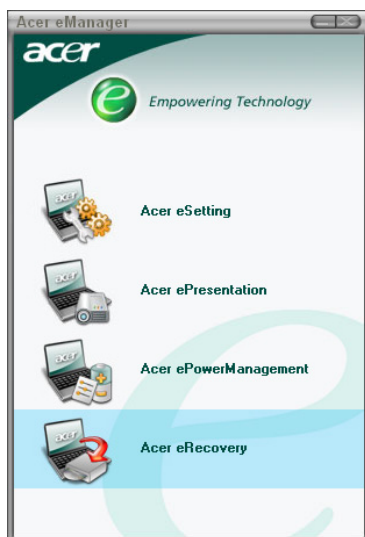 Acer eManager
acer
e Empowering Technology
Acer eSetting
Acer ePresentation
Acer ePowerManagement
Acer eRecovery